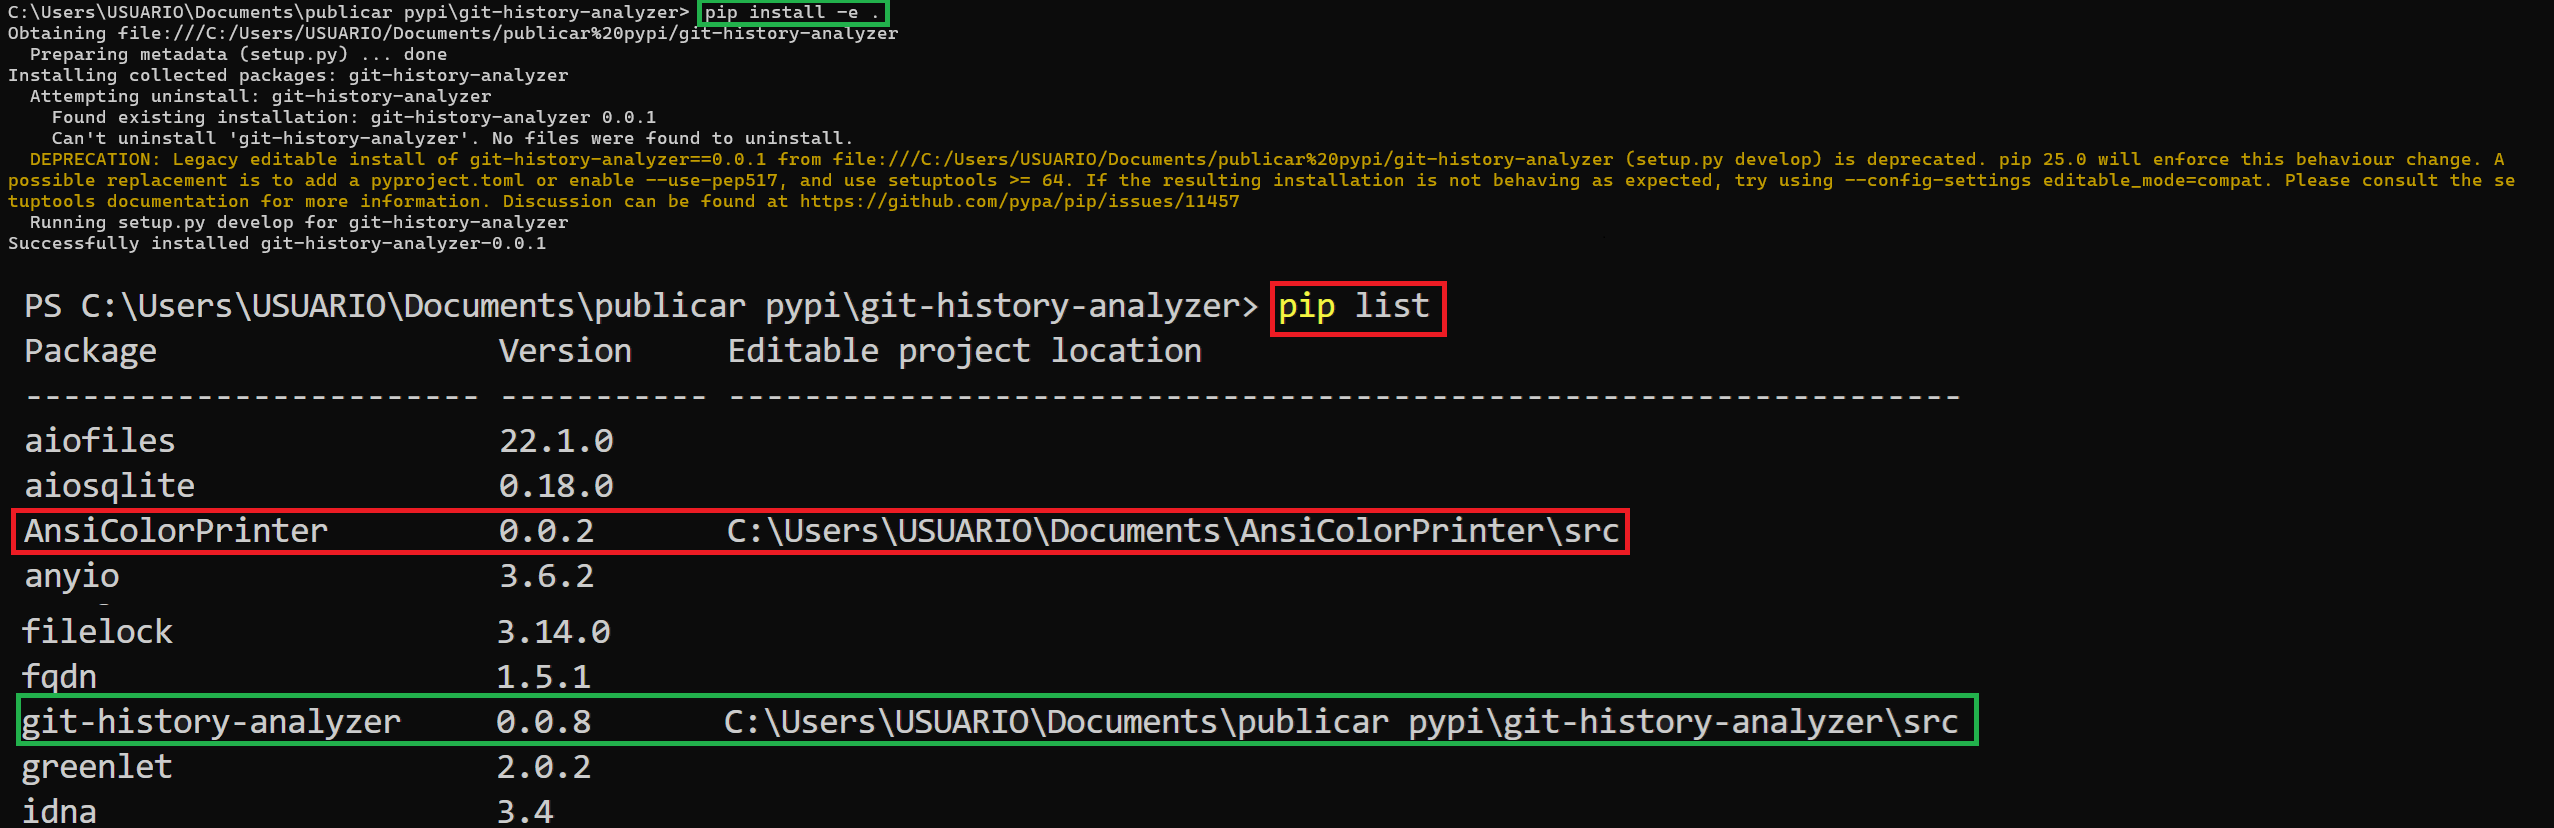 C:\Users\USUARIO\Documents\publicar pypi\git-history-analyzer> pip install -e .
Obtaining file:///C:/Users/USUARIO/Documents/publicar%20pypi/git-history-analyzer
  Preparing metadata (setup.py) ... done
Installing collected packages: git-history-analyzer
  Attempting uninstall: git-history-analyzer
    Found existing installation: git-history-analyzer 0.0.1
    Can't uninstall 'git-history-analyzer'. No files were found to uninstall.
  DEPRECATION: Legacy editable install of git-history-analyzer==0.0.1 from file:///C:/Users/USUARIO/Documents/publicar%20pypi/git-history-analyzer (setup.py develop) is deprecated. pip 25.0 will enforce this behaviour change. A
possible replacement is to add a pyproject.toml or enable --use-pep517, and use setuptools >= 64. If the resulting installation is not behaving as expected, try using --config-settings editable_mode=compat. Please consult the se
tuptools documentation for more information. Discussion can be found at https://github.com/pypa/pip/issues/11457
  Running setup.py develop for git-history-analyzer
Successfully installed git-history-analyzer-0.0.1
PS C:\Users\USUARIO\Documents\publicar pypi\git-history-analyzer> pip list
Package                  Version     Editable project location
------------------------ ----------- -----------------------------------------------------------------
aiofiles                 22.1.0
aiosqlite                0.18.0
AnsiColorPrinter         0.0.2       C:\Users\USUARIO\Documents\AnsiColorPrinter\src
anyio                    3.6.2
filelock                 3.14.0
fqdn                     1.5.1
git-history-analyzer     0.0.8       C:\Users\USUARIO\Documents\publicar pypi\git-history-analyzer\src
greenlet                 2.0.2
idna                     3.4